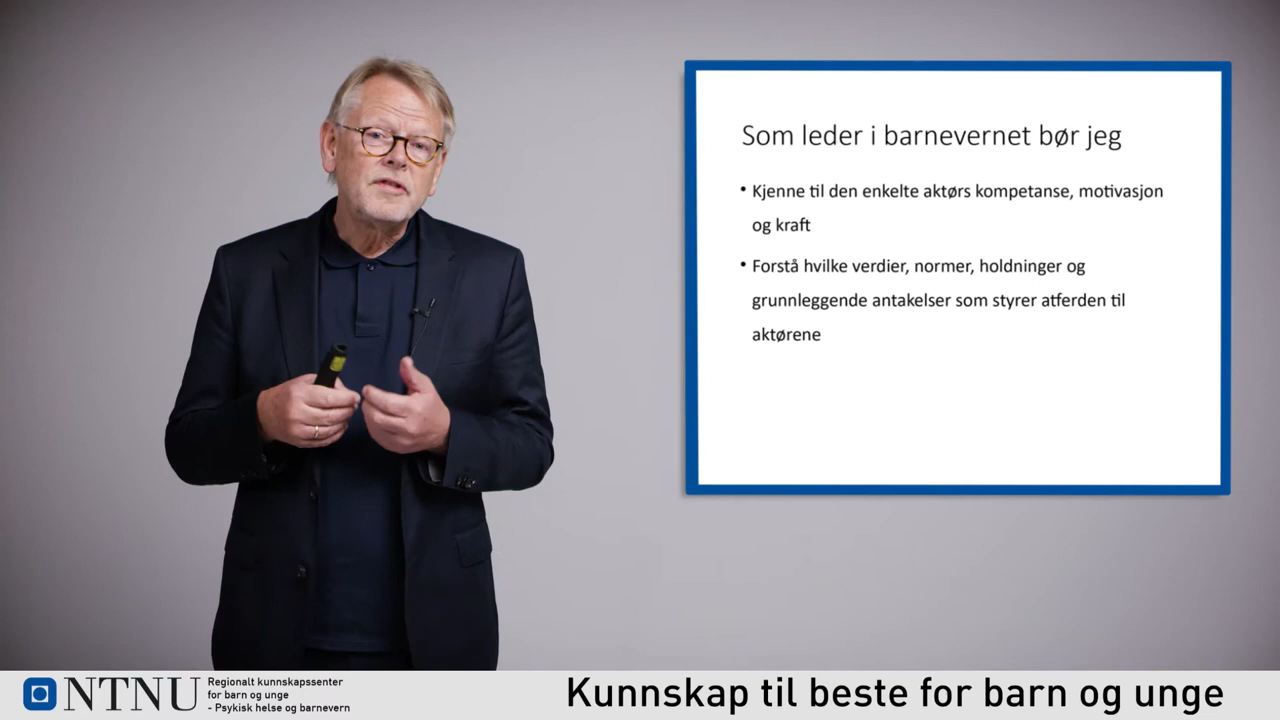 Som leder i barnevernet bør jeg
• Kjenne til den enkelte aktørs kompetanse, motivasjon
og kraft
• Forstå hvilke verdier, normer, holdninger og
grunnleggende antakelser som styrer atferden til
aktørene
NTNU
Regionalt kunnskapssenter
for barn og unge
- Psykisk helse og barnevern
Kunnskap til beste for barn og unge